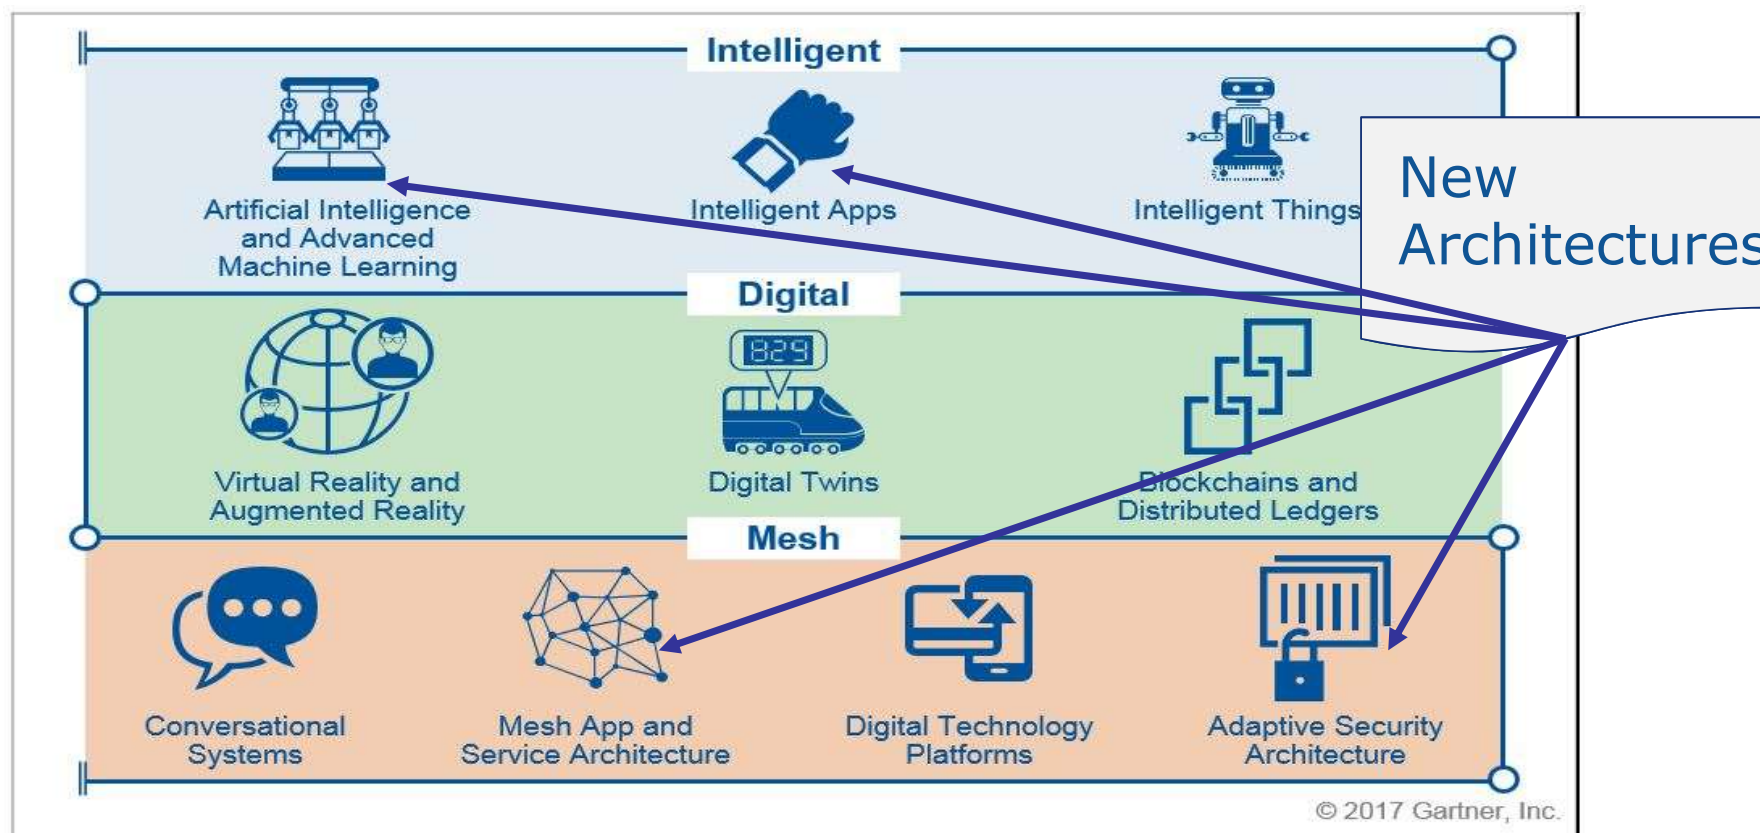 Intelligent
Artificial Intelligence
and Advanced
Machine Learning
Intelligent Apps
Intelligent Things
New
Architectures
Digital
829
Virtual Reality and
Augmented Reality
Digital Twins
Blockchains and
Distributed Ledgers
Mesh
Conversational
Systems
Mesh App and
Service Architecture
Digital Technology
Platforms
Adaptive Security
Architecture
© 2017 Gartner, Inc.